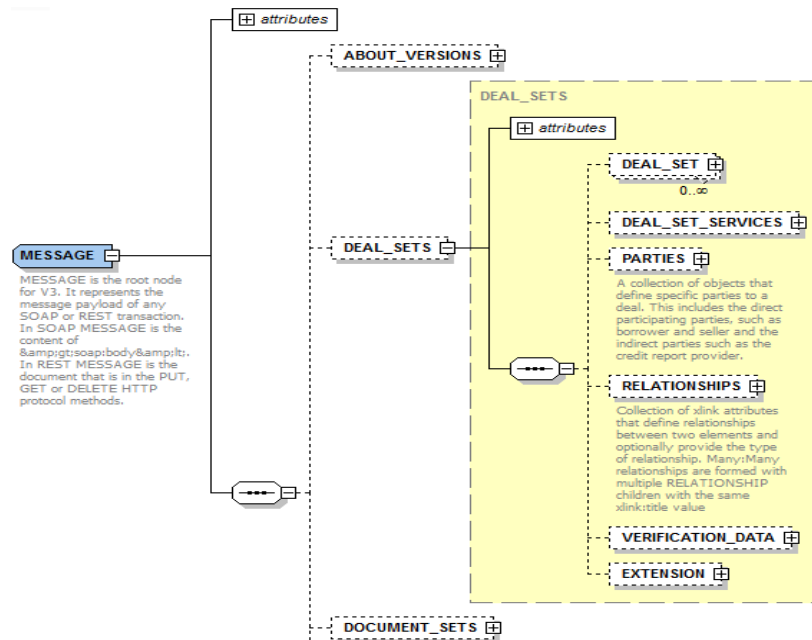 attributes
ABOUT_VERSIONS
DEAL_SETS
attributes
DEAL_SET
0..∞
DEAL_SETS
DEAL_SET_SERVICES
MESSAGE
PARTIES
MESSAGE is the root node
for V3. It represents the
message payload of any
SOAP or REST transaction.
In SOAP MESSAGE is the
content of
&amp;gt;soap:body&amp;lt;.
In REST MESSAGE is the
document that is in the PUT,
GET or DELETE HTTP
protocol methods.
A collection of objects that
define specific parties to a
deal. This includes the direct
participating parties, such as
borrower and seller and the
indirect parties such as the
credit report provider.
RELATIONSHIPS
Collection of xlink attributes
that define relationships
between two elements and
optionally provide the type
of relationship. Many:Many
relationships are formed with
multiple RELATIONSHIP
children with the same
xlink:title value
VERIFICATION_DATA
EXTENSION
DOCUMENT_SETS